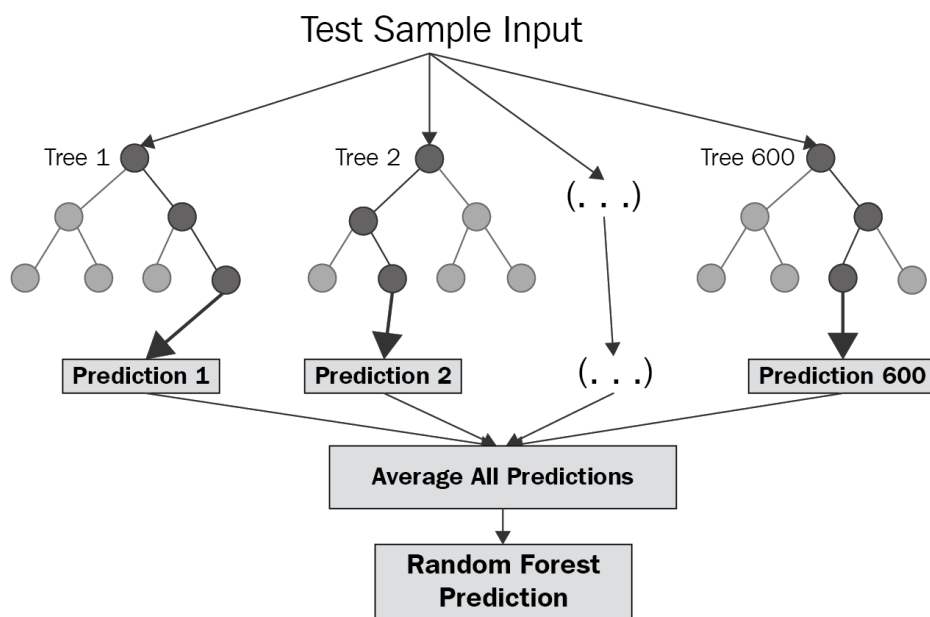 Test Sample Input
Tree 1
Tree 2
Tree 600
(. . .)
Prediction 1
Prediction 2
(. . .)
Prediction 600
Average All Predictions
Random Forest
Prediction